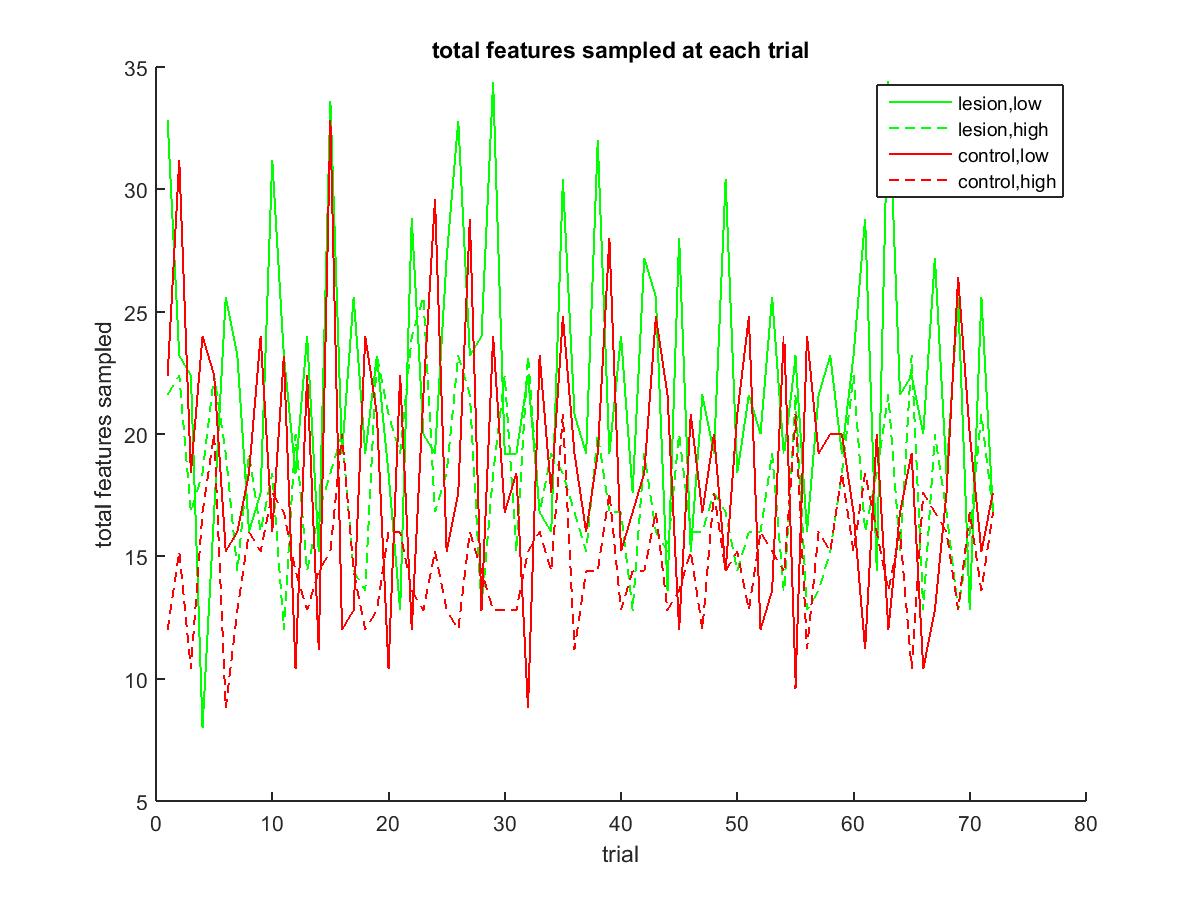 total features sampled at each trial
total features sampled
35
30
25
20
15
10
5
0
10
20
30
40
50
60
70
80
trial
lesion,low
lesion,high
control,low
control,high